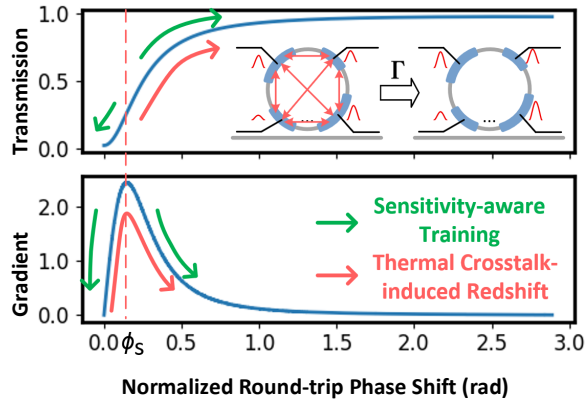 Transmission
1.0
0.5
0.0
...
Γ
...
Gradient
2.0
1.0
0.0
Sensitivity-aware
Training
Thermal Crosstalk-
induced Redshift
0.0 0.5 1.0 1.5 2.0 2.5 3.0
ϕS
Normalized Round-trip Phase Shift (rad)